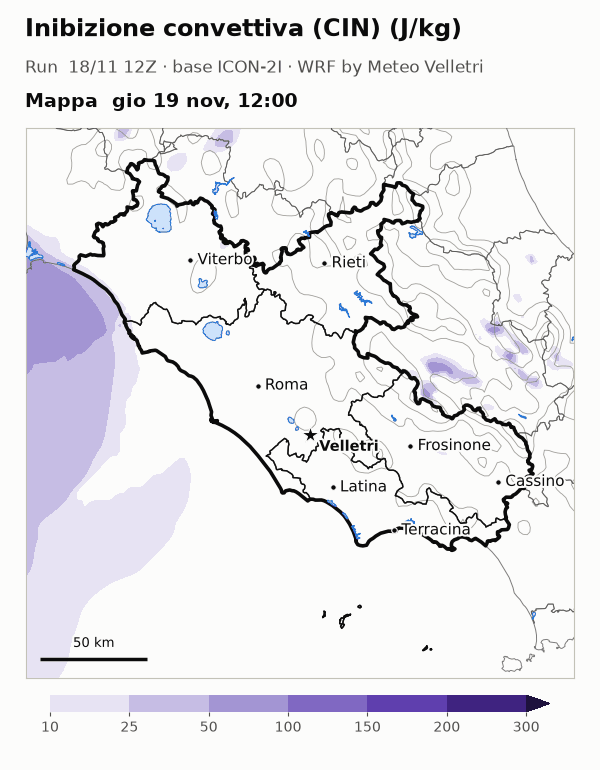 Inibizione convettiva (CIN) (J/kg)
Run  18/11 12Z · base ICON-2I · WRF by Meteo Velletri
Mappa  gio 19 nov, 12:00
Viterbo
Rieti
Roma
Velletri
Frosinone
Latina
Cassino
Terracina
50 km
10 25 50 100 150 200 300